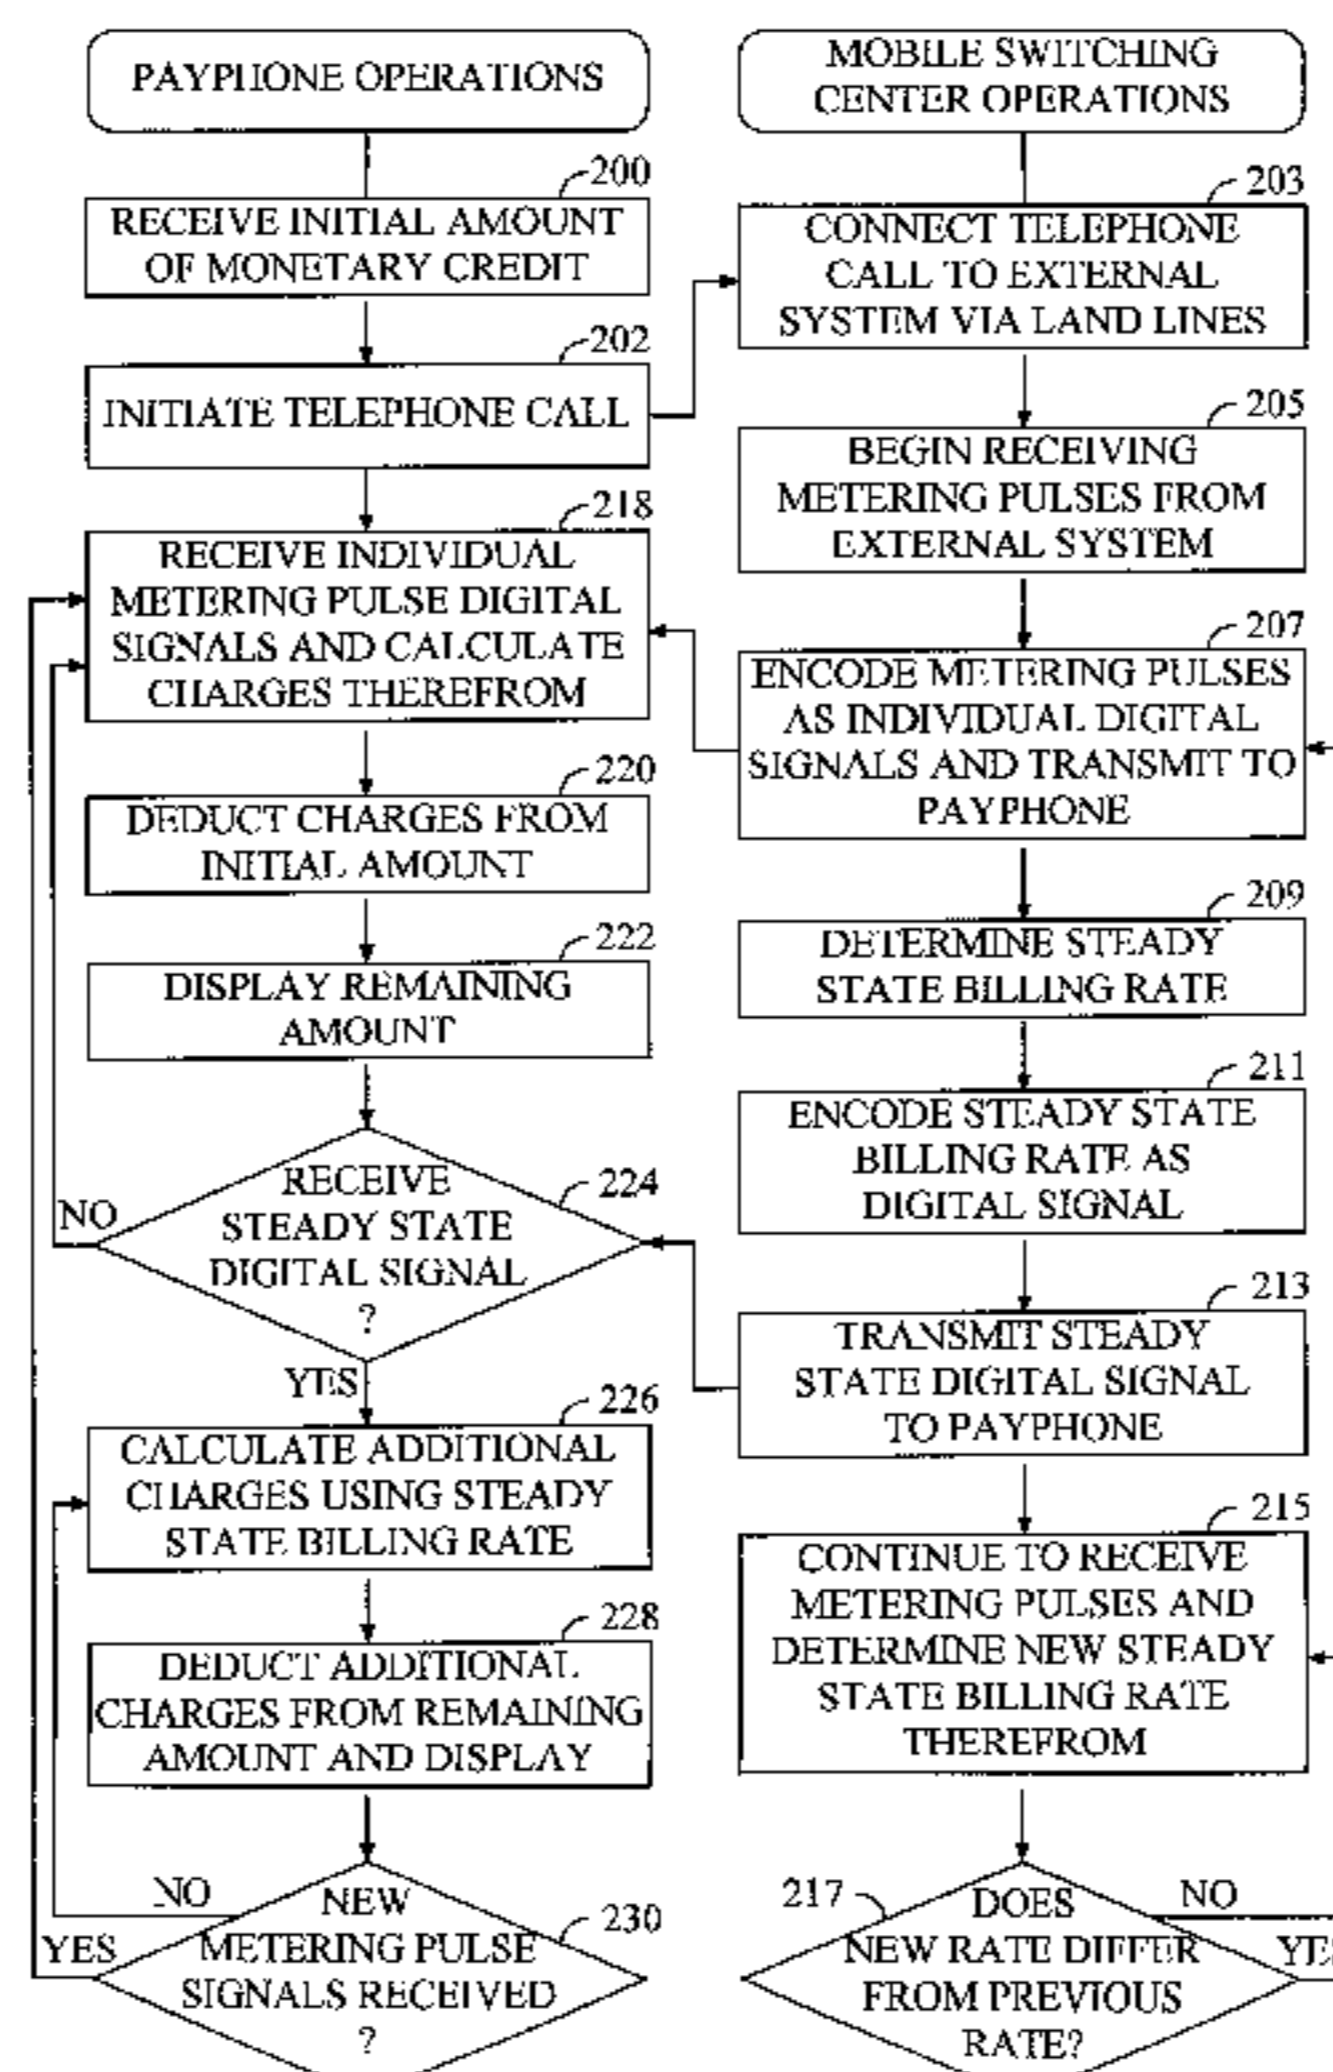 PAYPHONE OPERATIONS
200
RECEIVE INITIAL AMOUNT
OF MONETARY CREDIT
202
INITIATE TELEPHONE CALL
218
RECEIVE INDIVIDUAL
METERING PULSE DIGITAL
SIGNALS AND CALCULATE
CHARGES THEREFROM
220
DEDUCT CHARGES FROM
INITIAL AMOUNT
222
DISPLAY REMAINING
AMOUNT
224
RECEIVE
STEADY STATE
DIGITAL SIGNAL
?
NO
YES
226
CALCULATE ADDITIONAL
CHARGES USING STEADY
STATE BILLING RATE
228
DEDUCT ADDITIONAL
CHARGES FROM REMAINING
AMOUNT AND DISPLAY
230
NEW
METERING PULSE
SIGNALS RECEIVED
?
NO
YES
MOBILE SWITCHING
CENTER OPERATIONS
203
CONNECT TELEPHONE
CALL TO EXTERNAL
SYSTEM VIA LAND LINES
205
BEGIN RECEIVING
METERING PULSES FROM
EXTERNAL SYSTEM
207
ENCODE METERING PULSES
AS INDIVIDUAL DIGITAL
SIGNALS AND TRANSMIT TO
PAYPHONE
209
DETERMINE STEADY
STATE BILLING RATE
211
ENCODE STEADY STATE
BILLING RATE AS
DIGITAL SIGNAL
213
TRANSMIT STEADY
STATE DIGITAL SIGNAL
TO PAYPHONE
215
CONTINUE TO RECEIVE
METERING PULSES AND
DETERMINE NEW STEADY
STATE BILLING RATE
THEREFROM
217
DOES
NEW RATE DIFFER
FROM PREVIOUS
RATE?
NO
YES